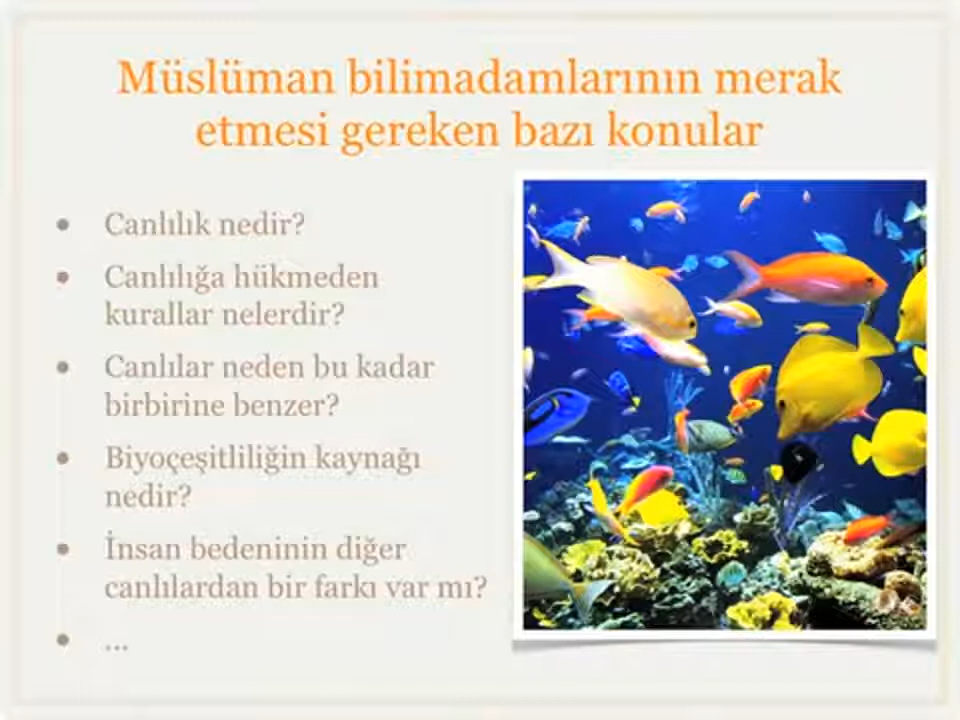 Müslüman bilimadamlarının merak
etmesi gereken bazı konular
• Canlılık nedir?
• Canlılığa hükmeden
kurallar nelerdir?
• Canlılar neden bu kadar
birbirine benzer?
• Biyoçeşitliliğin kaynağı
nedir?
• İnsan bedeninin diğer
canlılardan bir farkı var mı?
• ...